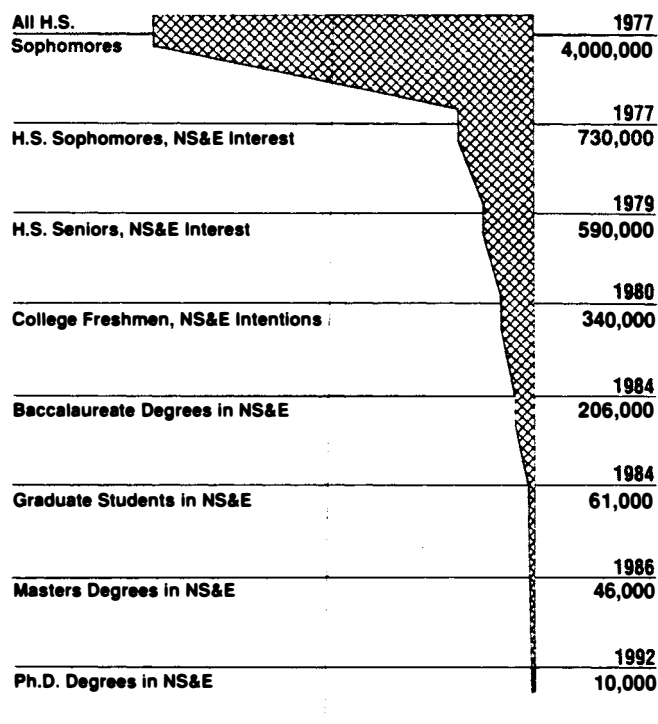 All H.S. 1977
Sophomores 4,000,000
1977
H.S. Sophomores, NS&E Interest 730,000
1979
H.S. Seniors, NS&E Interest 590,000
1980
College Freshmen, NS&E Intentions 340,000
1984
Baccalaureate Degrees in NS&E 206,000
1984
Graduate Students in NS&E 61,000
1986
Masters Degrees in NS&E 46,000
1992
Ph.D. Degrees in NS&E 10,000